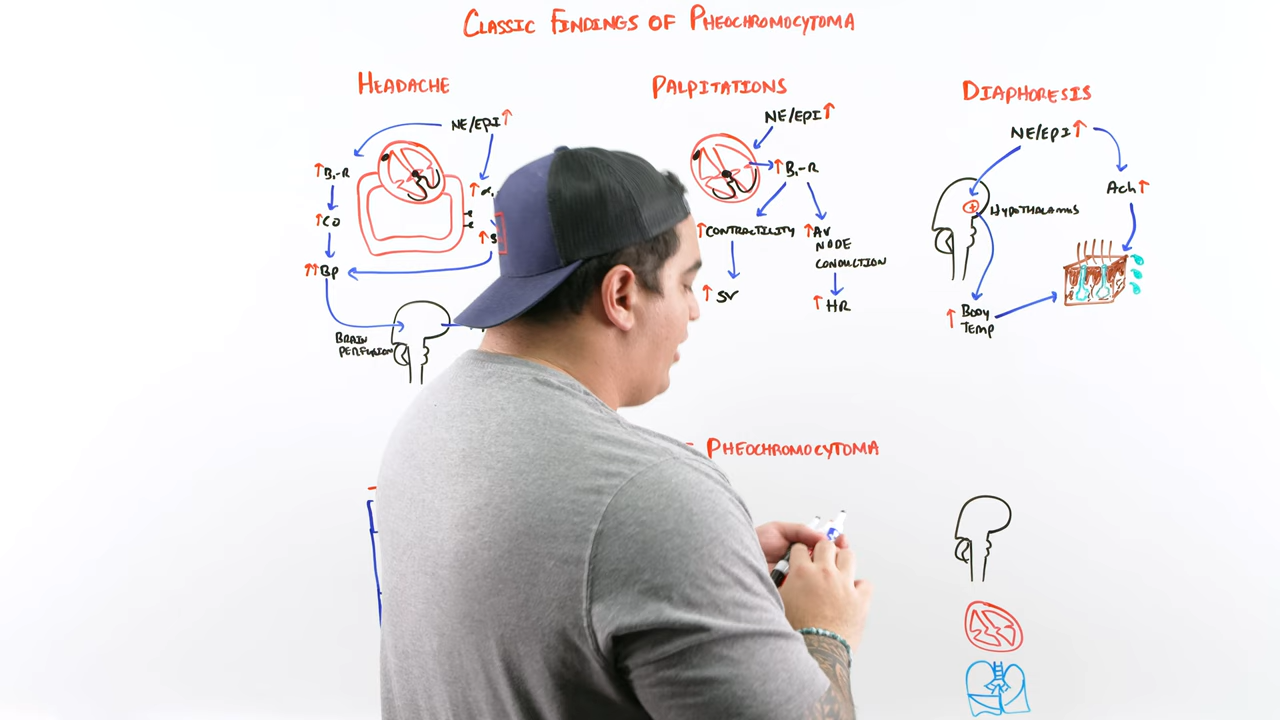 CLASSIC FINDINGS OF PHEOCHROMOCYTOMA
HEADACHE
NE/EPI ↑
↑ B₁-R
↑ CO
↑↑ BP
↑ α₁
BRAIN
PERFUSION
PALPITATIONS
NE/EPI ↑
↑ B₁-R
↑ CONTRACTILITY
↑ SV
↑ AV
NODE
CONDUCTION
↑ HR
DIAPHORESIS
NE/EPI ↑
HYPOTHALAMUS
Ach ↑
↑ BODY
TEMP
PHEOCHROMOCYTOMA